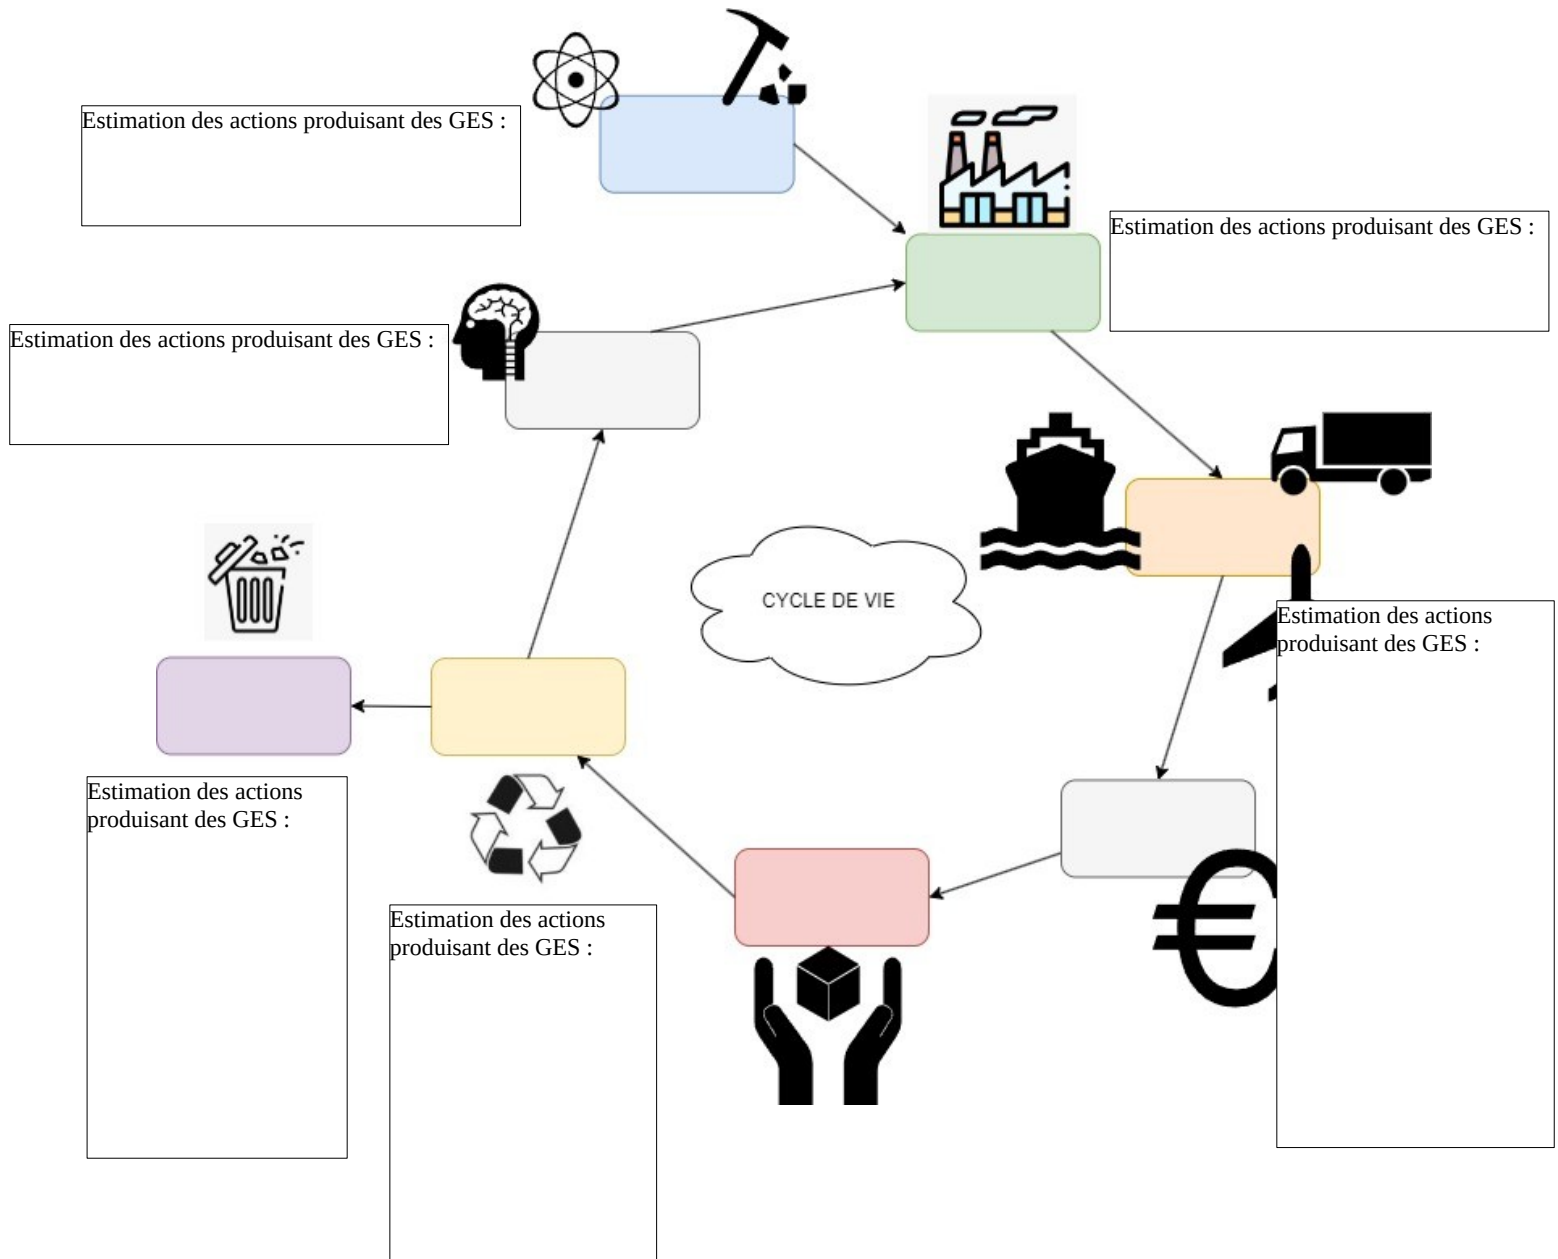 Estimation des actions produisant des GES :
Estimation des actions produisant des GES :
Estimation des actions produisant des GES :
CYCLE DE VIE
Estimation des actions
produisant des GES :
Estimation des actions
produisant des GES :
Estimation des actions
produisant des GES :